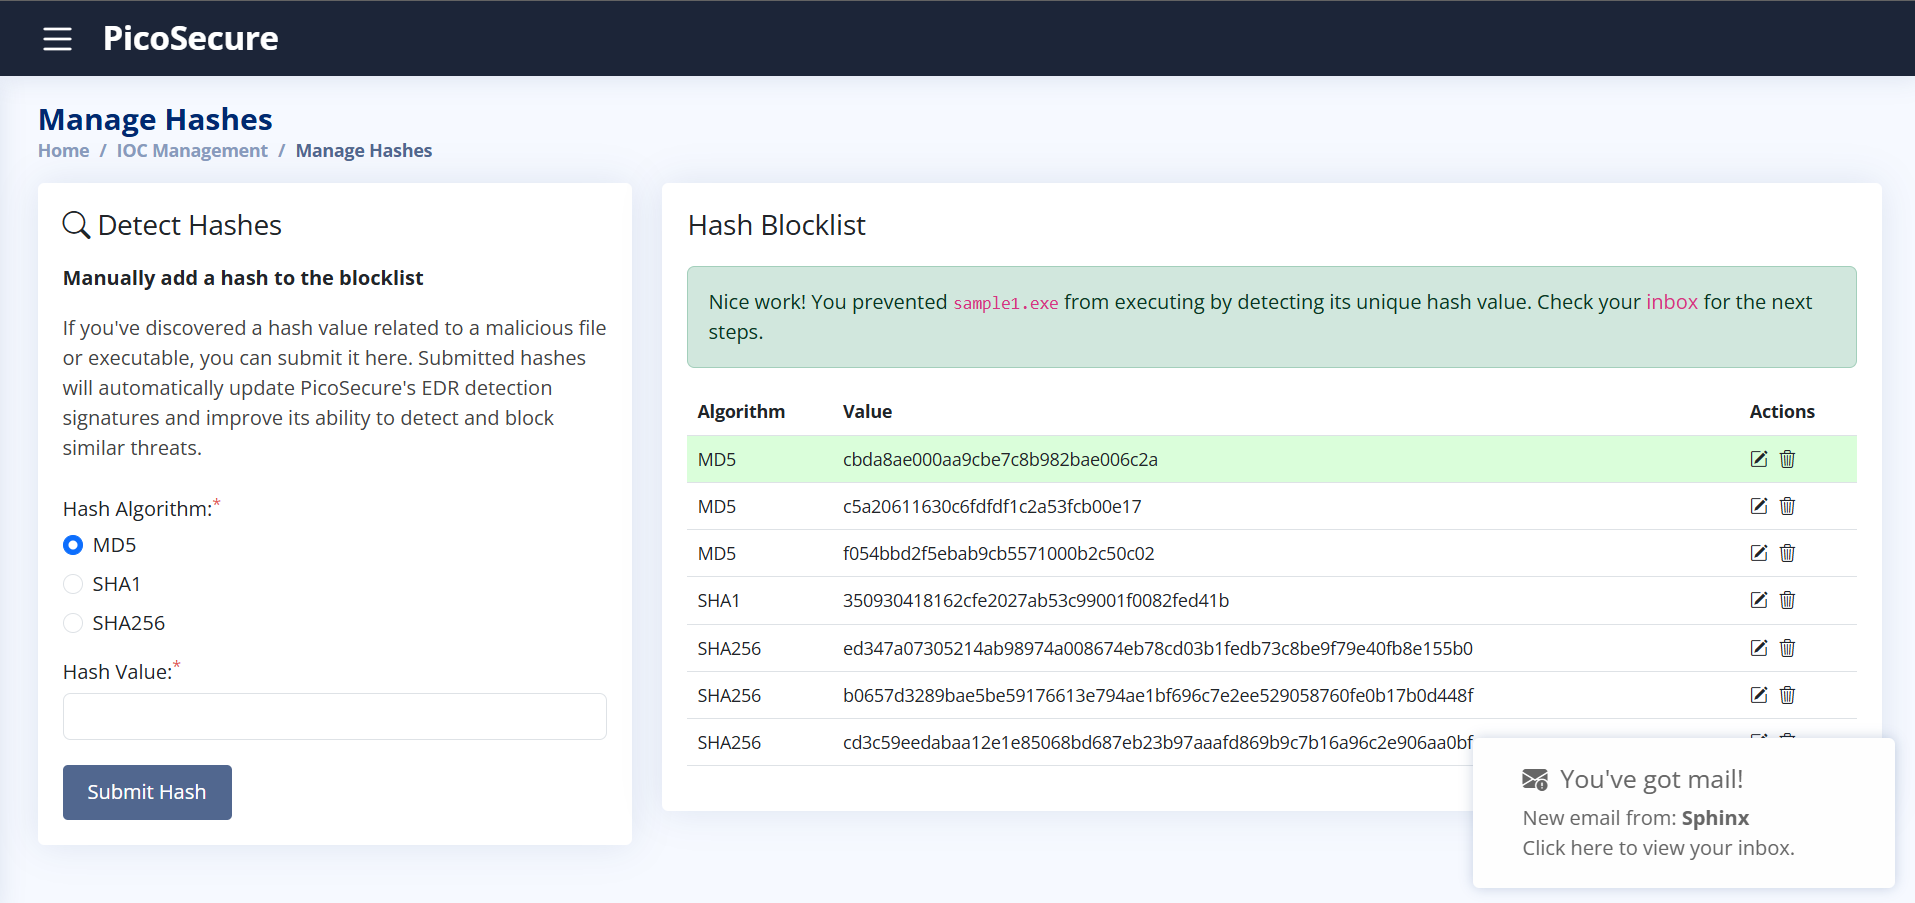 PicoSecure
Manage Hashes
Home / IOC Management / Manage Hashes
Detect Hashes
Manually add a hash to the blocklist
If you've discovered a hash value related to a malicious file
or executable, you can submit it here. Submitted hashes
will automatically update PicoSecure's EDR detection
signatures and improve its ability to detect and block
similar threats.
Hash Algorithm:*
MD5
SHA1
SHA256
Hash Value:*
Submit Hash
Hash Blocklist
Nice work! You prevented sample1.exe from executing by detecting its unique hash value. Check your inbox for the next
steps.
Algorithm Value Actions
MD5 cbda8ae000aa9cbe7c8b982bae006c2a
MD5 c5a20611630c6fdfdf1c2a53fcb00e17
MD5 f054bbd2f5ebab9cb5571000b2c50c02
SHA1 350930418162cfe2027ab53c99001f0082fed41b
SHA256 ed347a07305214ab98974a008674eb78cd03b1fedb73c8be9f79e40fb8e155b0
SHA256 b0657d3289bae5be59176613e794ae1bf696c7e2ee529058760fe0b17b0d448f
SHA256 cd3c59eedabaa12e1e85068bd687eb23b97aaafd869b9c7b16a96c2e906aa0bf
You've got mail!
New email from: Sphinx
Click here to view your inbox.